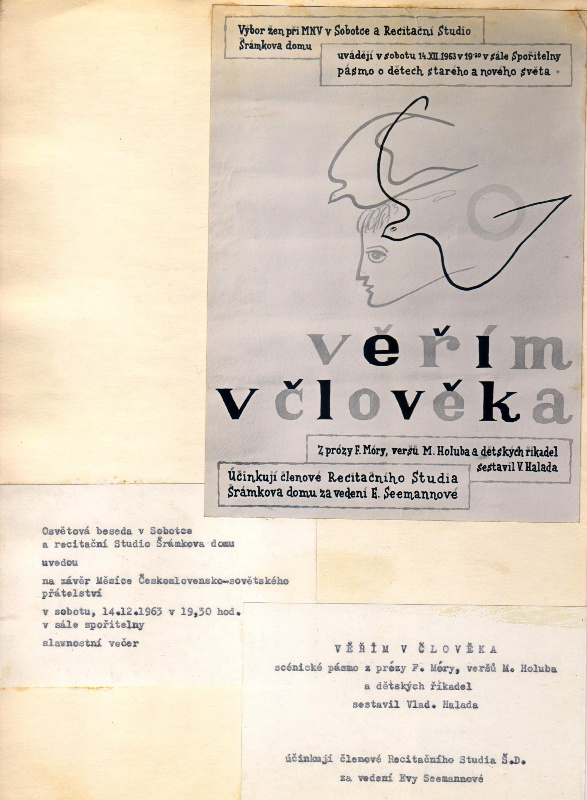 Výbor žen při MNV v Sobotce a Recitační Studio
Šrámkova domu
uvádějí v sobotu 14.XII.1963 v 19·30 v sále Spořitelny
pásmo o dětech starého a nového světa
věřím
v člověka
Z prózy F. Móry, veršů M. Holuba a dětských říkadel
sestavil V. Halada
Účinkují členové Recitačního Studia
Šrámkova domu za vedení E. Seemannové
Osvětová beseda v Sobotce
a recitační Studio Šrámkova domu
uvedou
na závěr Měsíce Československo-sovětského
přátelství
v sobotu, 14.12.1963 v 19,30 hod.
v sále spořitelny
slavnostní večer
VĚŘÍM V ČLOVĚKA
scénické pásmo z prózy F. Móry, veršů M. Holuba
a dětských říkadel
sestavil Vlad. Halada
účinkují členové Recitačního Studia Š.D.
za vedení Evy Seemannové